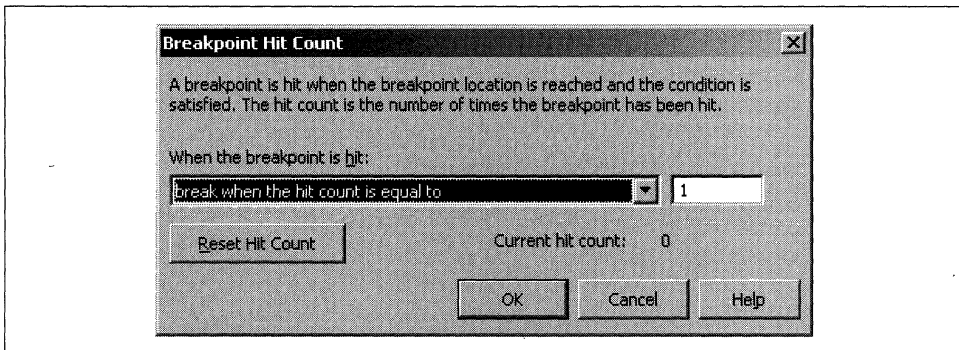 Breakpoint Hit Count
A breakpoint is hit when the breakpoint location is reached and the condition is
satisfied. The hit count is the number of times the breakpoint has been hit.
When the breakpoint is hit:
break when the hit count is equal to 1
Reset Hit Count Current hit count: 0
OK Cancel Help